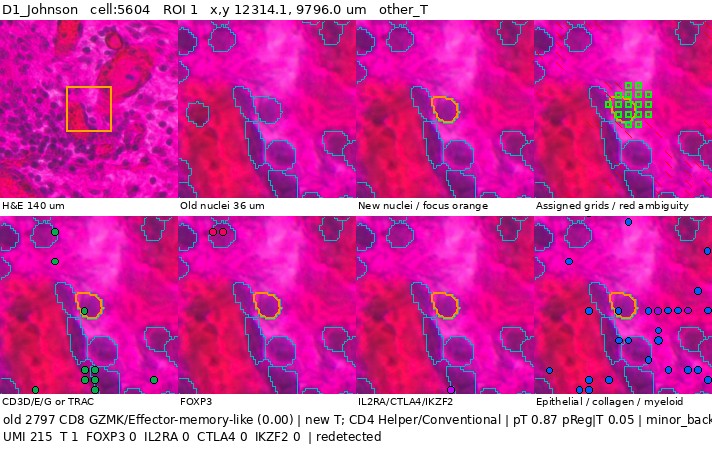 D1_Johnson cell:5604 ROI 1 x,y 12314.1, 9796.0 um other_T
H&E 140 um
Old nuclei 36 um
New nuclei / focus orange
Assigned grids / red ambiguity
CD3D/E/G or TRAC
FOXP3
IL2RA/CTLA4/IKZF2
Epithelial / collagen / myeloid
old 2797 CD8 GZMK/Effector-memory-like (0.00) | new T; CD4 Helper/Conventional | pT 0.87 pReg|T 0.05 | minor_back
UMI 215 T 1 FOXP3 0 IL2RA 0 CTLA4 0 IKZF2 0 | redetected